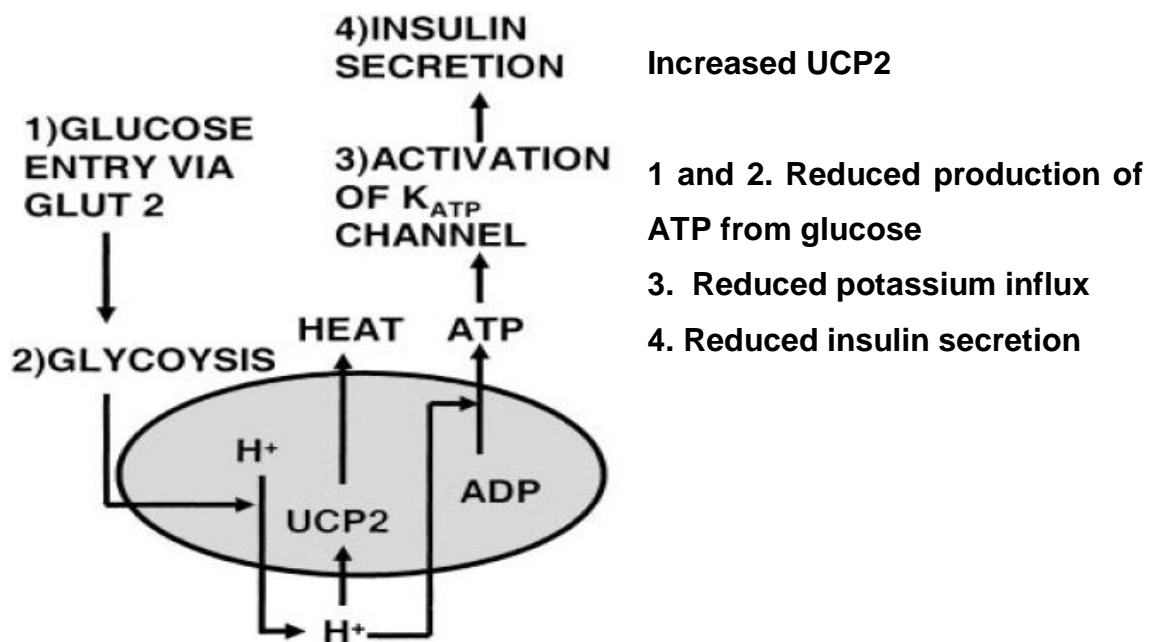 4)INSULIN
SECRETION
Increased UCP2
1)GLUCOSE
ENTRY VIA
GLUT 2
3)ACTIVATION
OF KATP
CHANNEL
1 and 2. Reduced production of
ATP from glucose
3. Reduced potassium influx
4. Reduced insulin secretion
HEAT
ATP
2)GLYCOYSIS
H+
UCP2
ADP
H+